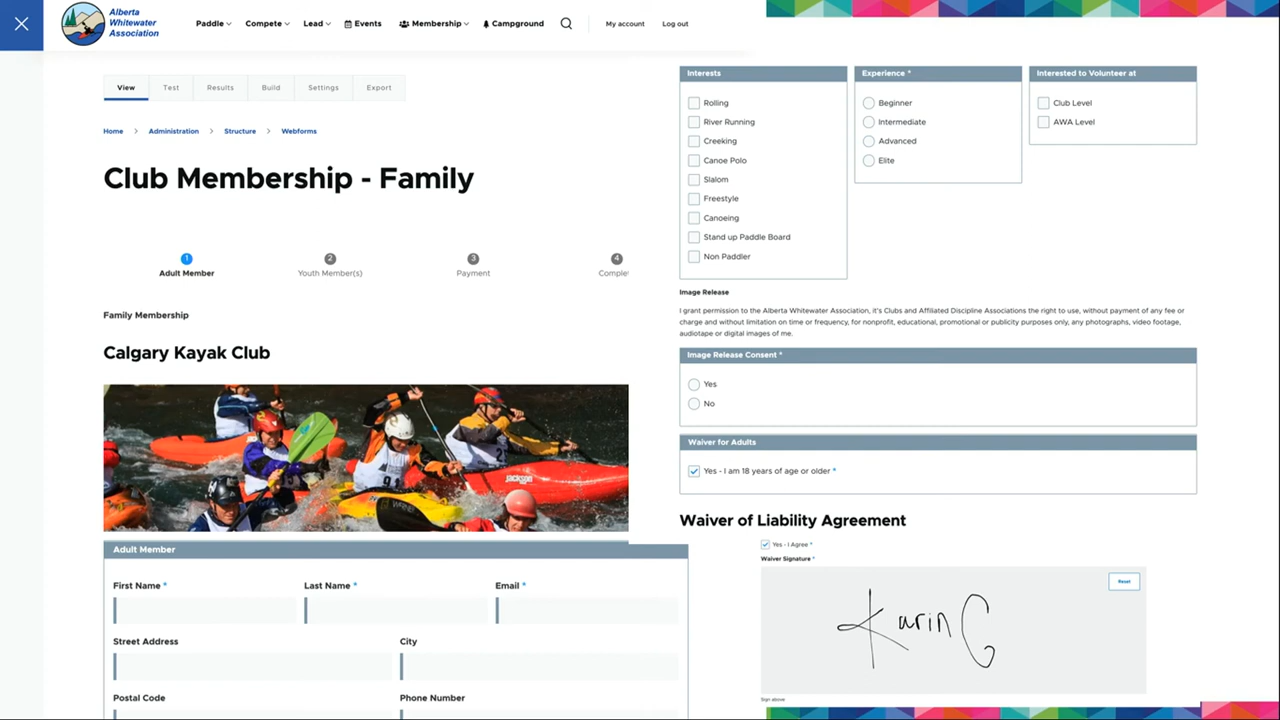 Alberta
Whitewater
Association
Paddle
Compete
Lead
Events
Membership
Campground
My account
Log out
View
Test
Results
Build
Settings
Export
Home > Administration > Structure > Webforms
Club Membership - Family
1
2
3
4
Adult Member
Youth Member(s)
Payment
Comple
Family Membership
Calgary Kayak Club
JACKSON
Adult Member
First Name *
Last Name *
Email *
Street Address
City
Postal Code
Phone Number
Interests
Rolling
River Running
Creeking
Canoe Polo
Slalom
Freestyle
Canoeing
Stand up Paddle Board
Non Paddler
Experience *
Beginner
Intermediate
Advanced
Elite
Interested to Volunteer at
Club Level
AWA Level
Image Release
I grant permission to the Alberta Whitewater Association, it's Clubs and Affiliated Discipline Associations the right to use, without payment of any fee or
charge and without limitation on time or frequency, for nonprofit, educational, promotional or publicity purposes only, any photographs, video footage,
audiotape or digital images of me.
Image Release Consent *
Yes
No
Waiver for Adults
Yes - I am 18 years of age or older *
Waiver of Liability Agreement
Yes - I Agree *
Waiver Signature *
Reset
Karin G
Sign above